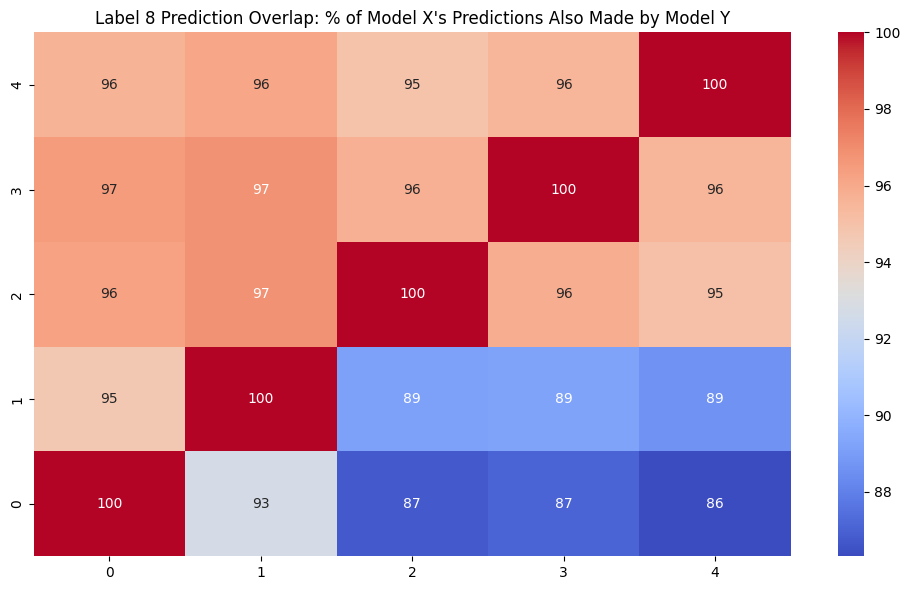 Label 8 Prediction Overlap: % of Model X's Predictions Also Made by Model Y
4 96 96 95 96 100
3 97 97 96 100 96
2 96 97 100 96 95
1 95 100 89 89 89
0 100 93 87 87 86
0 1 2 3 4
100
98
96
94
92
90
88